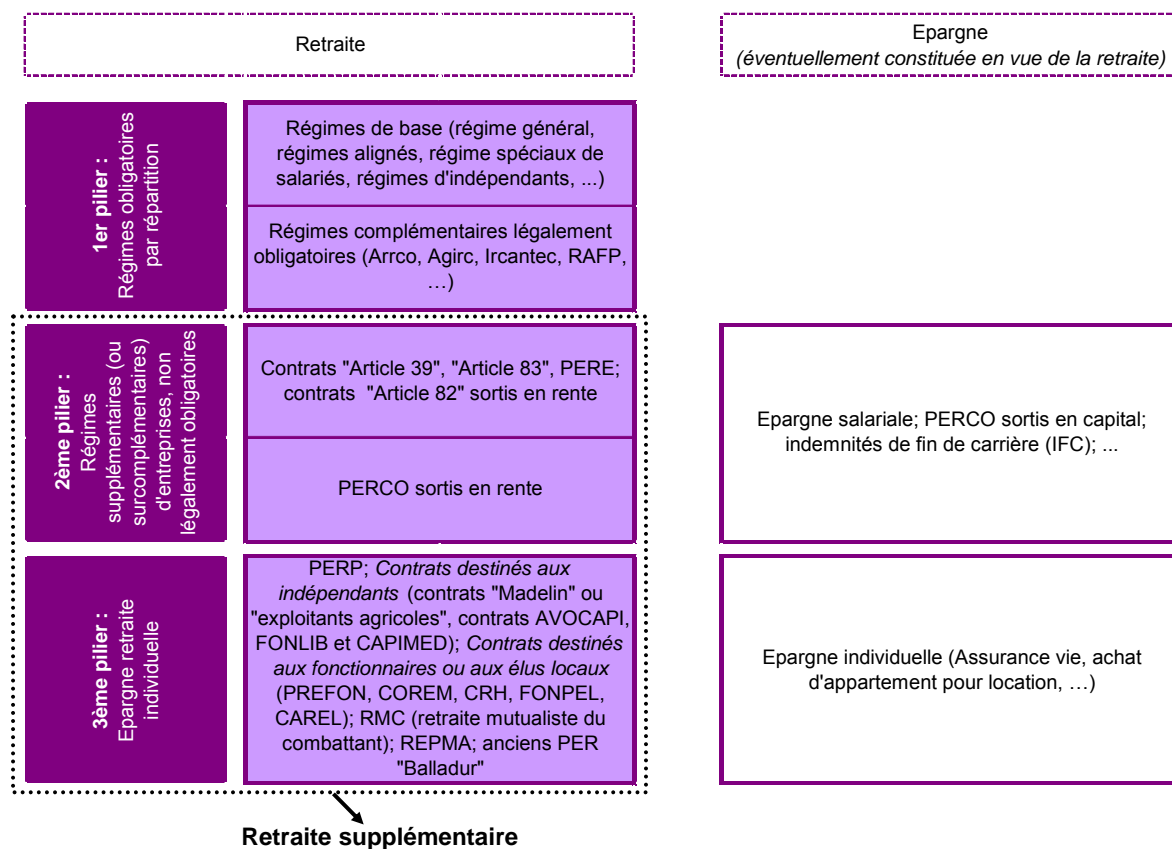 Retraite
Epargne
(éventuellement constituée en vue de la retraite)
1er pilier :
Régimes obligatoires
par répartition
Régimes de base (régime général,
régimes alignés, régime spéciaux de
salariés, régimes d'indépendants, ...)
Régimes complémentaires légalement
obligatoires (Arrco, Agirc, Ircantec, RAFP,
…)
2ème pilier :
Régimes
supplémentaires (ou
surcomplémentaires)
d'entreprises, non
légalement obligatoires
Contrats "Article 39", "Article 83", PERE;
contrats "Article 82" sortis en rente
PERCO sortis en rente
Epargne salariale; PERCO sortis en capital;
indemnités de fin de carrière (IFC); ...
3ème pilier :
Epargne retraite
individuelle
PERP; Contrats destinés aux
indépendants (contrats "Madelin" ou
"exploitants agricoles", contrats AVOCAPI,
FONLIB et CAPIMED); Contrats destinés
aux fonctionnaires ou aux élus locaux
(PREFON, COREM, CRH, FONPEL,
CAREL); RMC (retraite mutualiste du
combattant); REPMA; anciens PER
"Balladur"
Epargne individuelle (Assurance vie, achat
d'appartement pour location, …)
Retraite supplémentaire